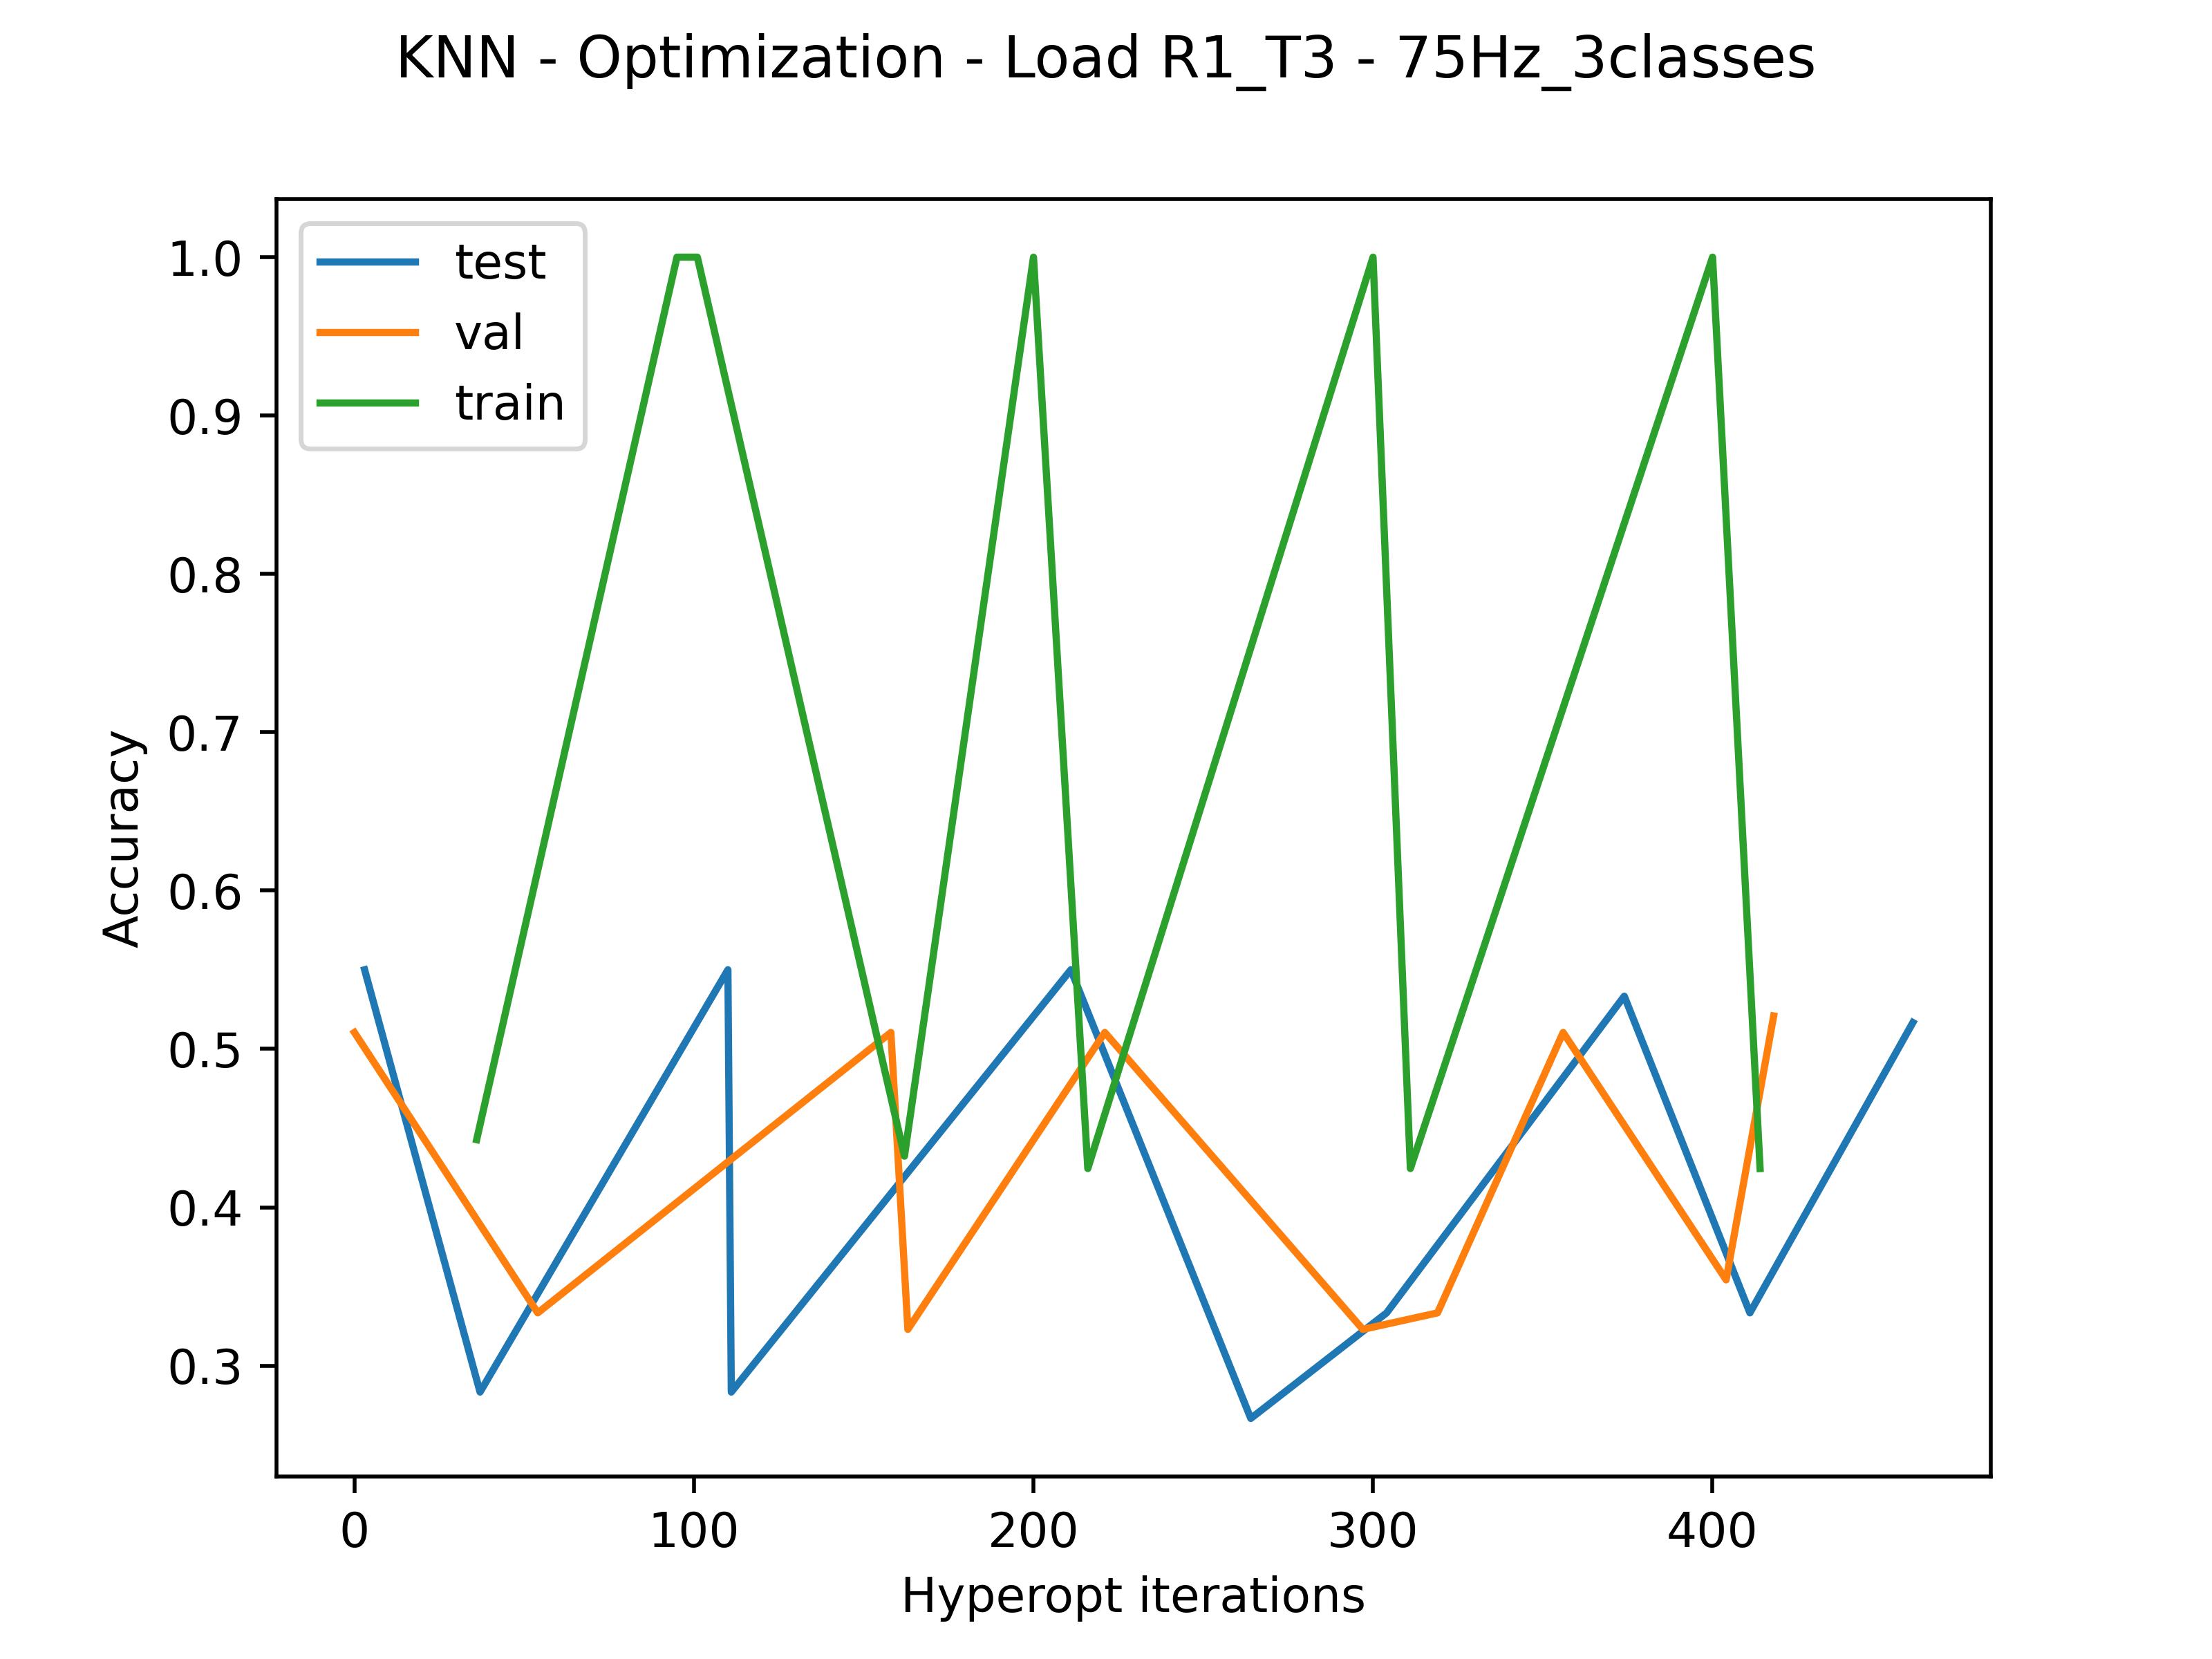 KNN - Optimization - Load R1_T3 - 75Hz_3classes
test
val
train
1.0
0.9
0.8
0.7
0.6
0.5
0.4
0.3
Accuracy
0 100 200 300 400
Hyperopt iterations